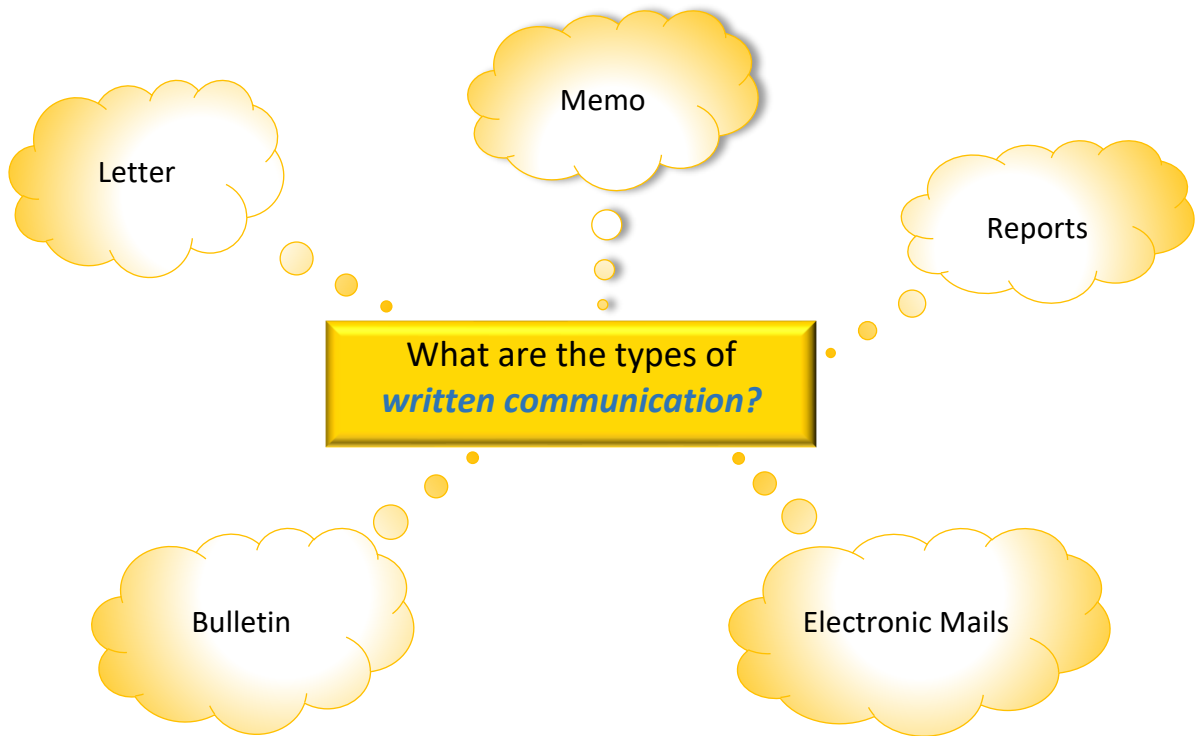 Memo
Letter
Reports
What are the types of
written communication?
Bulletin
Electronic Mails